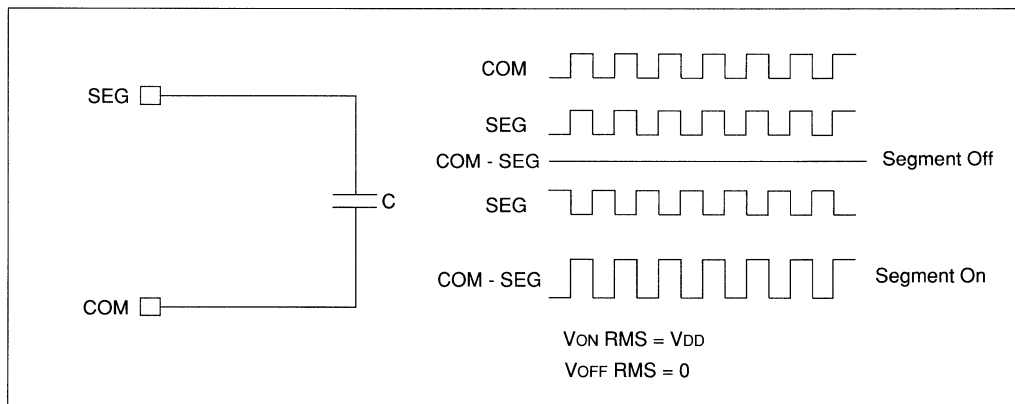 SEG
C
COM
COM
SEG
COM - SEG
Segment Off
SEG
COM - SEG
Segment On
VON RMS = VDD
VOFF RMS = 0